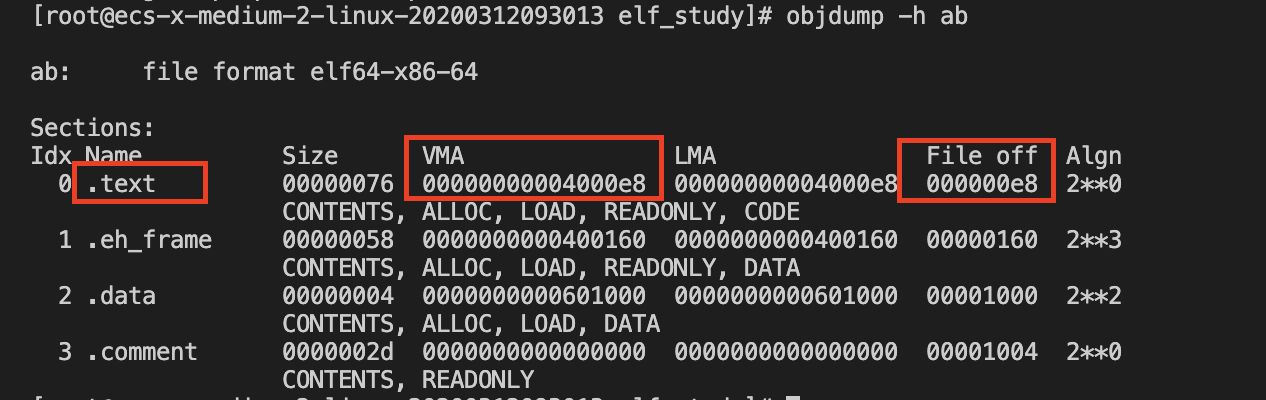 [root@ecs-x-medium-2-linux-20200312093013 elf_study]# objdump -h ab
ab:     file format elf64-x86-64
Sections:
Idx Name          Size      VMA               LMA               File off  Algn
  0 .text         00000076  00000000004000e8  00000000004000e8  000000e8  2**0
                  CONTENTS, ALLOC, LOAD, READONLY, CODE
  1 .eh_frame     00000058  0000000000400160  0000000000400160  00000160  2**3
                  CONTENTS, ALLOC, LOAD, READONLY, DATA
  2 .data         00000004  0000000000601000  0000000000601000  00001000  2**2
                  CONTENTS, ALLOC, LOAD, DATA
  3 .comment      0000002d  0000000000000000  0000000000000000  00001004  2**0
                  CONTENTS, READONLY